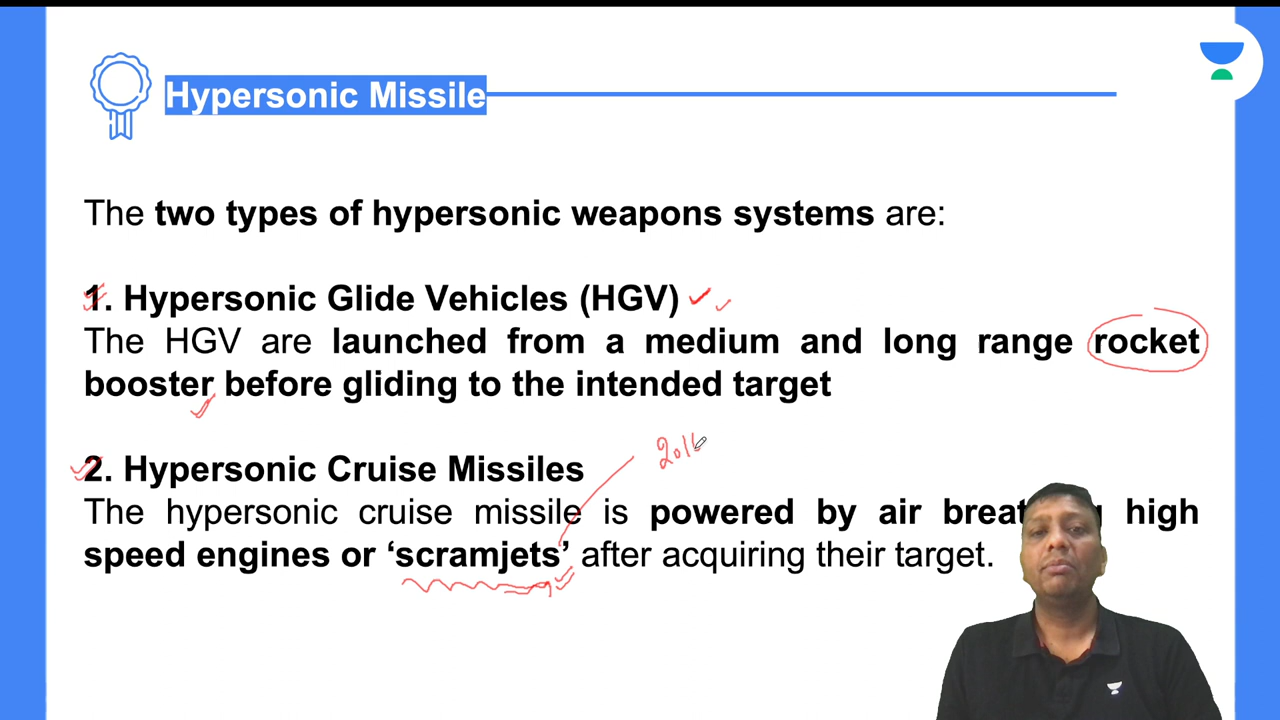 Hypersonic Missile
The two types of hypersonic weapons systems are:
1. Hypersonic Glide Vehicles (HGV)
The HGV are launched from a medium and long range rocket
booster before gliding to the intended target
2. Hypersonic Cruise Missiles
The hypersonic cruise missile is powered by air high
speed engines or ‘scramjets’ after acquiring their target.